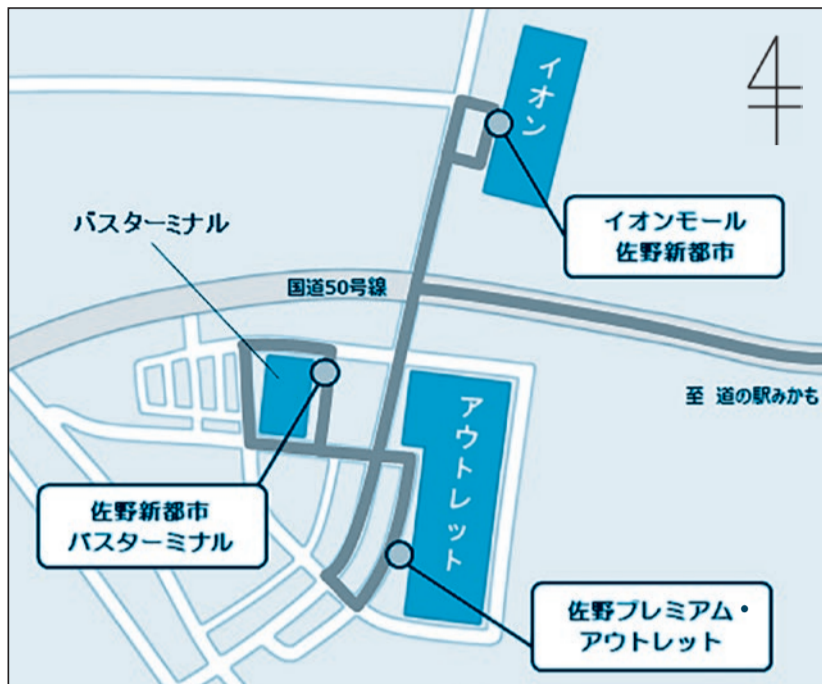 イオン
イオンモール
佐野新都市
バスターミナル
国道50号線
至 道の駅みかも
アウトレット
佐野新都市
バスターミナル
佐野プレミアム・
アウトレット